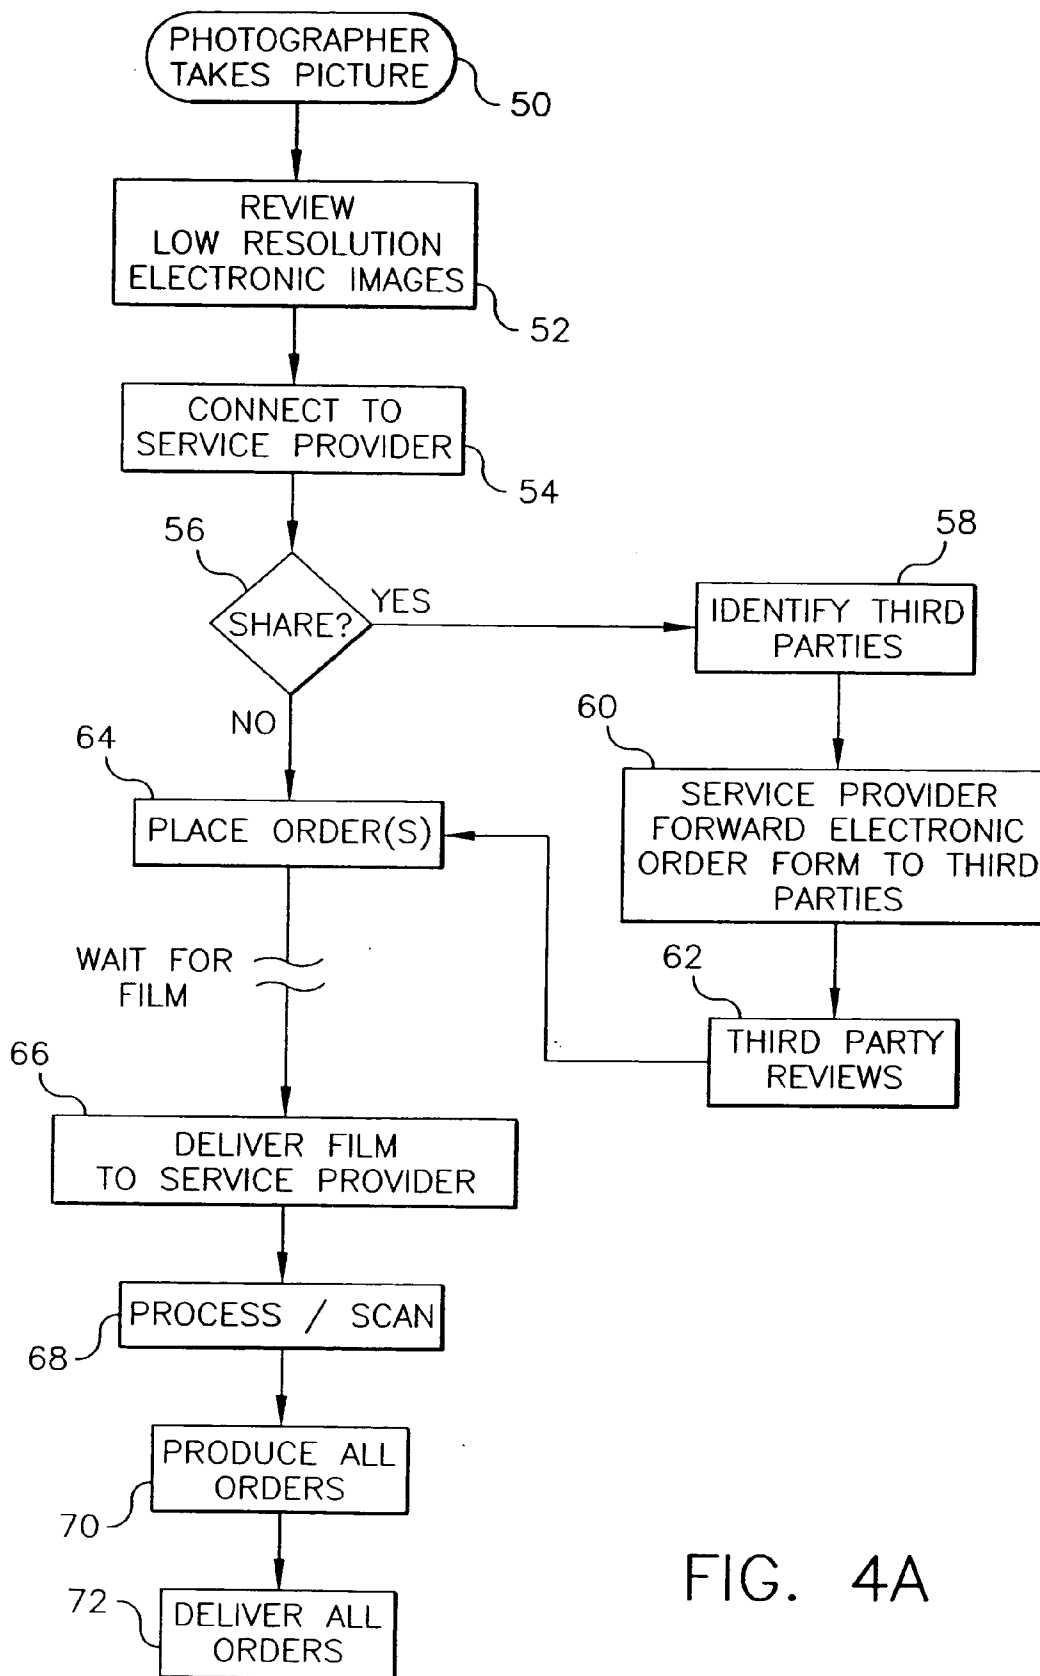 PHOTOGRAPHER
TAKES PICTURE
50
REVIEW
LOW RESOLUTION
ELECTRONIC IMAGES
52
CONNECT TO
SERVICE PROVIDER
54
56
SHARE?
YES
NO
58
IDENTIFY THIRD
PARTIES
60
SERVICE PROVIDER
FORWARD ELECTRONIC
ORDER FORM TO THIRD
PARTIES
62
THIRD PARTY
REVIEWS
64
PLACE ORDER(S)
WAIT FOR
FILM
66
DELIVER FILM
TO SERVICE PROVIDER
PROCESS / SCAN
68
PRODUCE ALL
ORDERS
70
72
DELIVER ALL
ORDERS
FIG. 4A